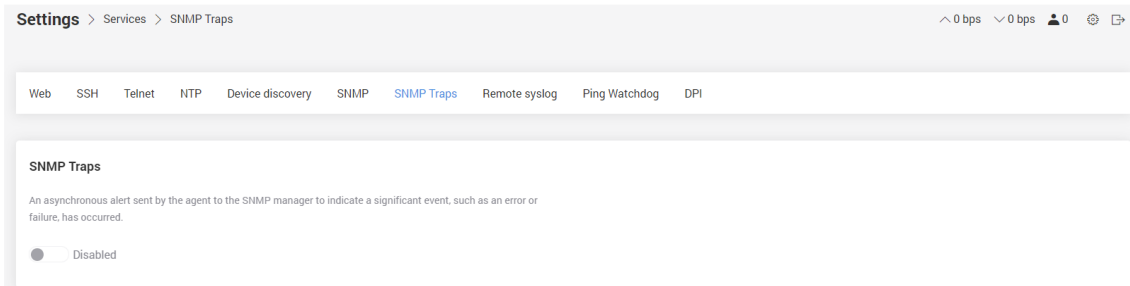 Settings > Services > SNMP Traps 0 bps 0 bps 0
Web SSH Telnet NTP Device discovery SNMP SNMP Traps Remote syslog Ping Watchdog DPI
SNMP Traps
An asynchronous alert sent by the agent to the SNMP manager to indicate a significant event, such as an error or
failure, has occurred.
Disabled